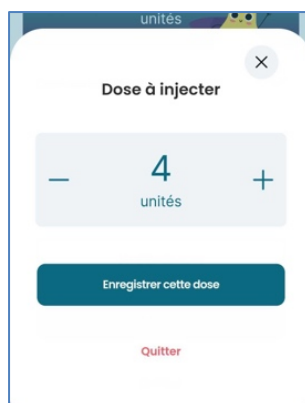 unités
Dose à injecter
4
unités
Enregistrer cette dose
Quitter